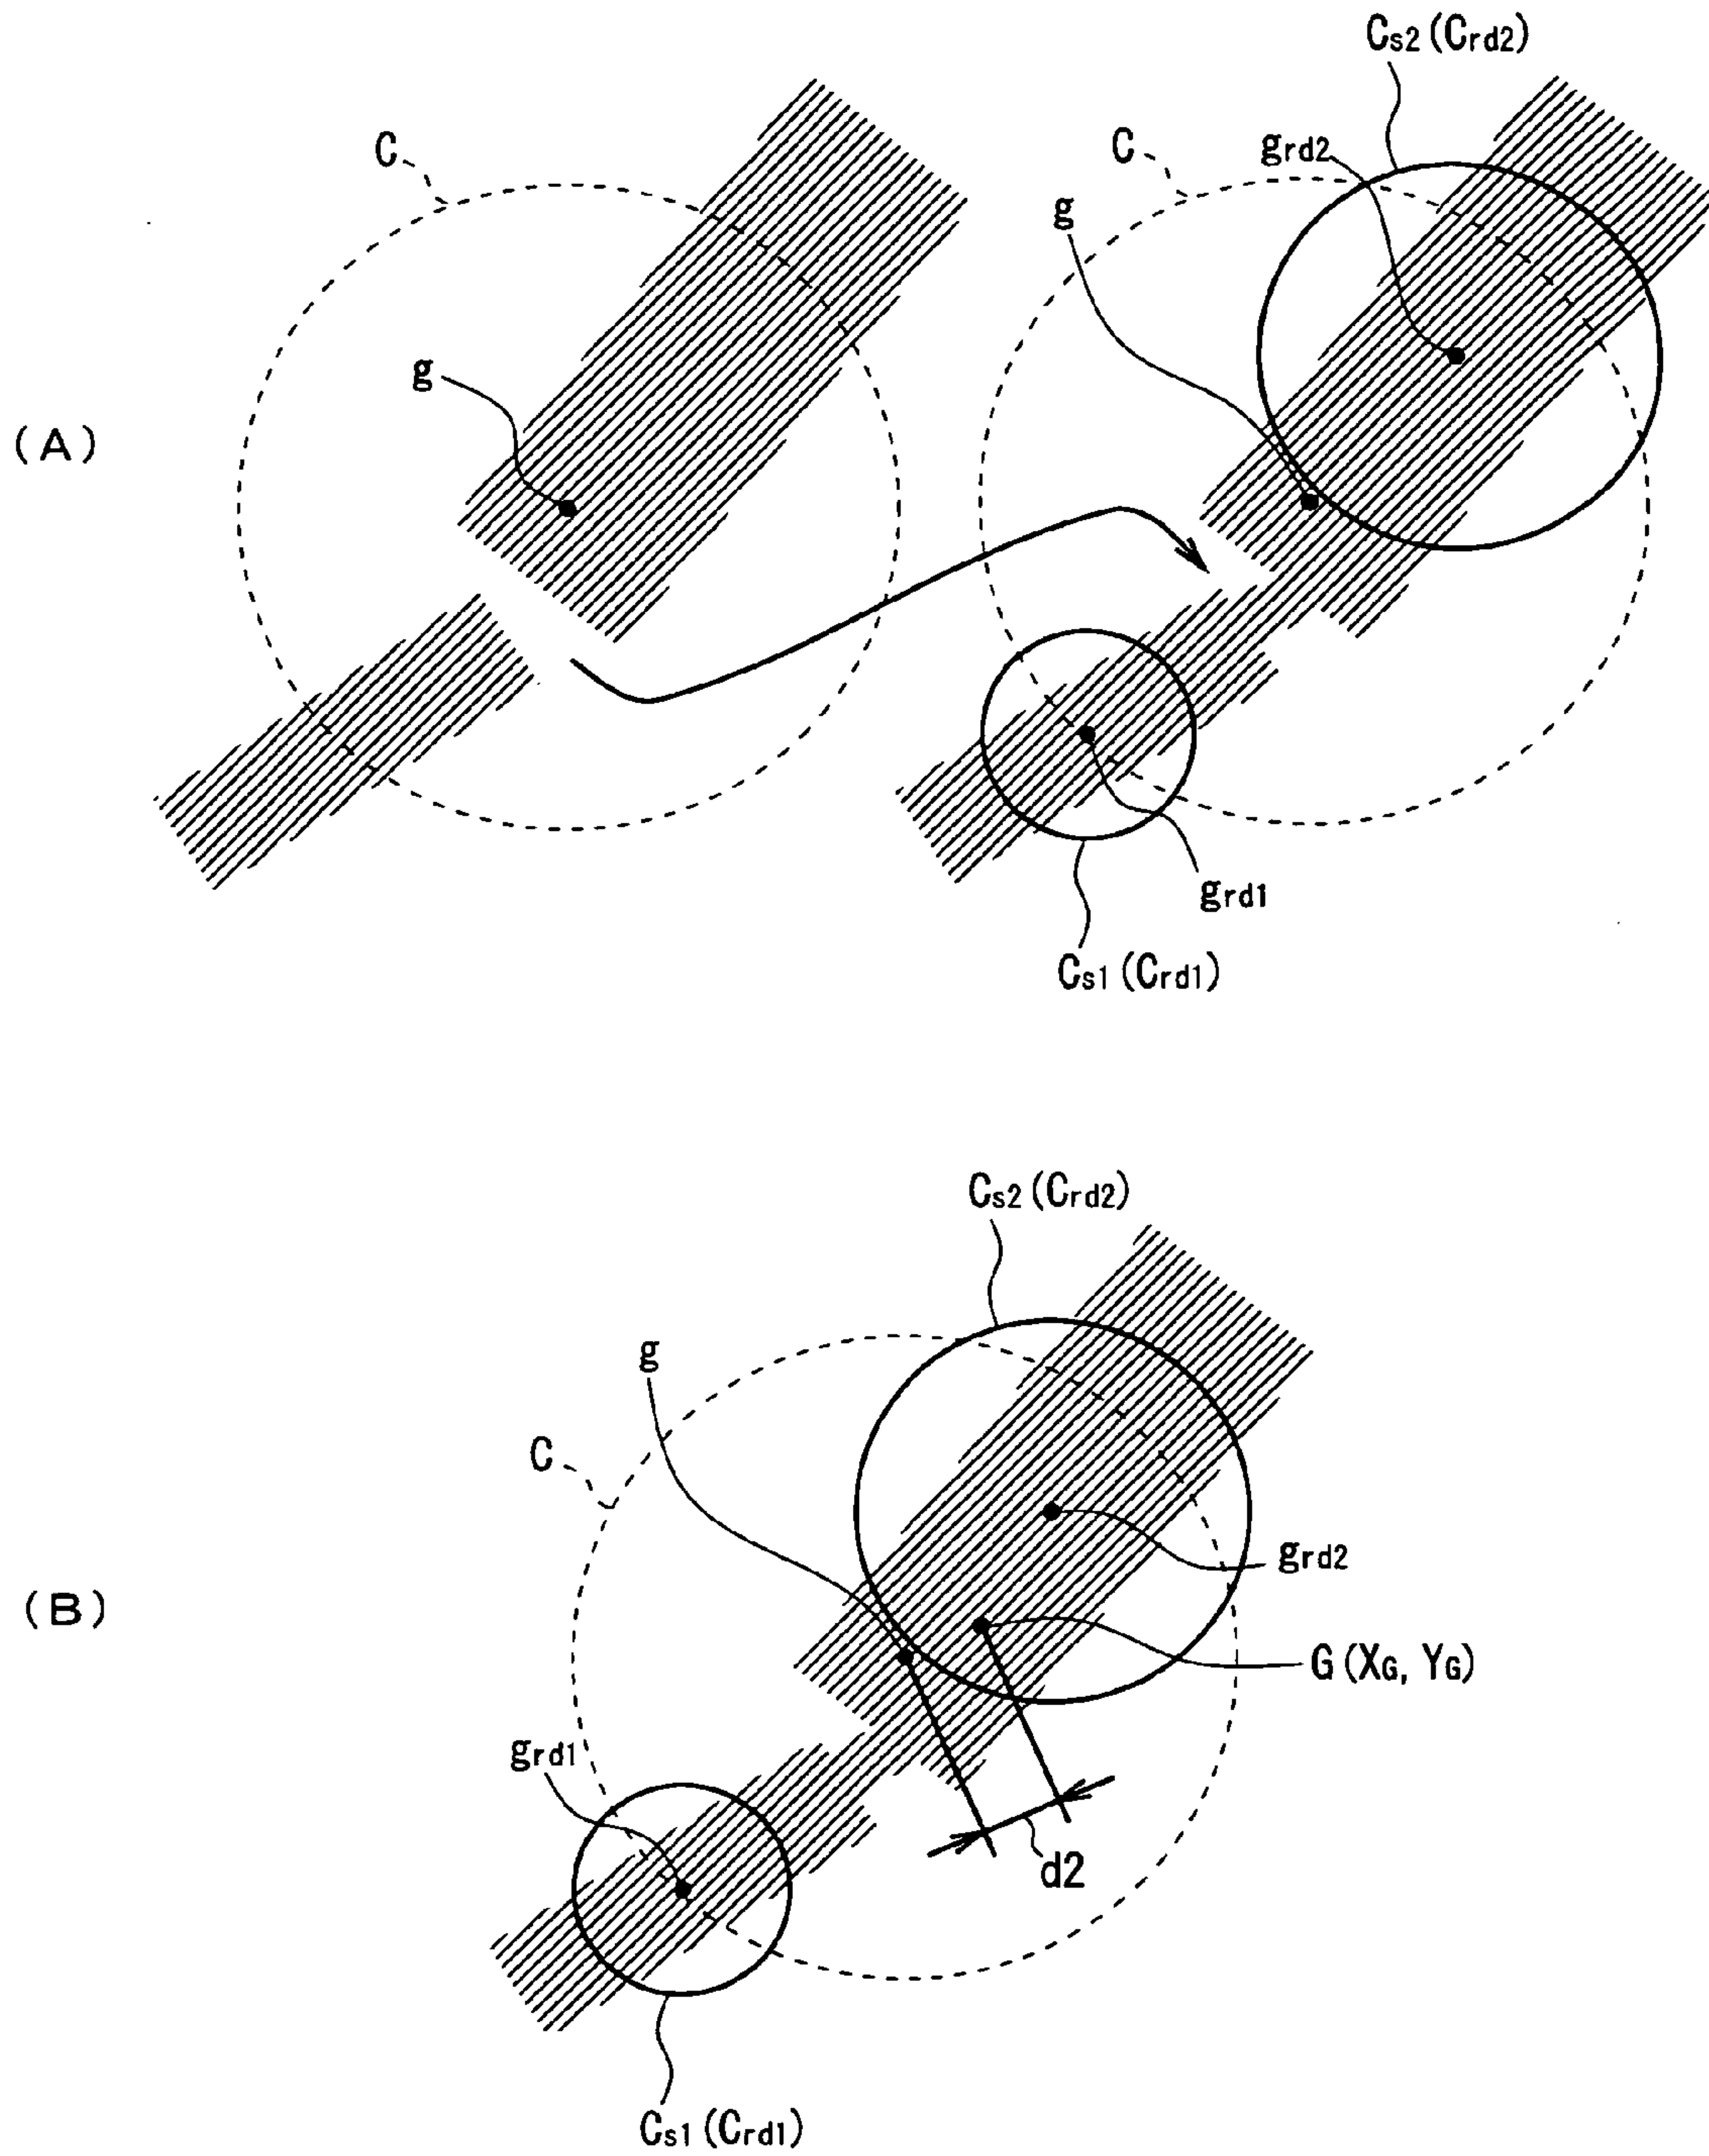 Cs2 (Crd2)
C
C
grd2
g
g
(A)
grd1
Cs1 (Crd1)
Cs2 (Crd2)
g
C
grd2
(B)
G (XG, YG)
grd1
d2
Cs1 (Crd1)